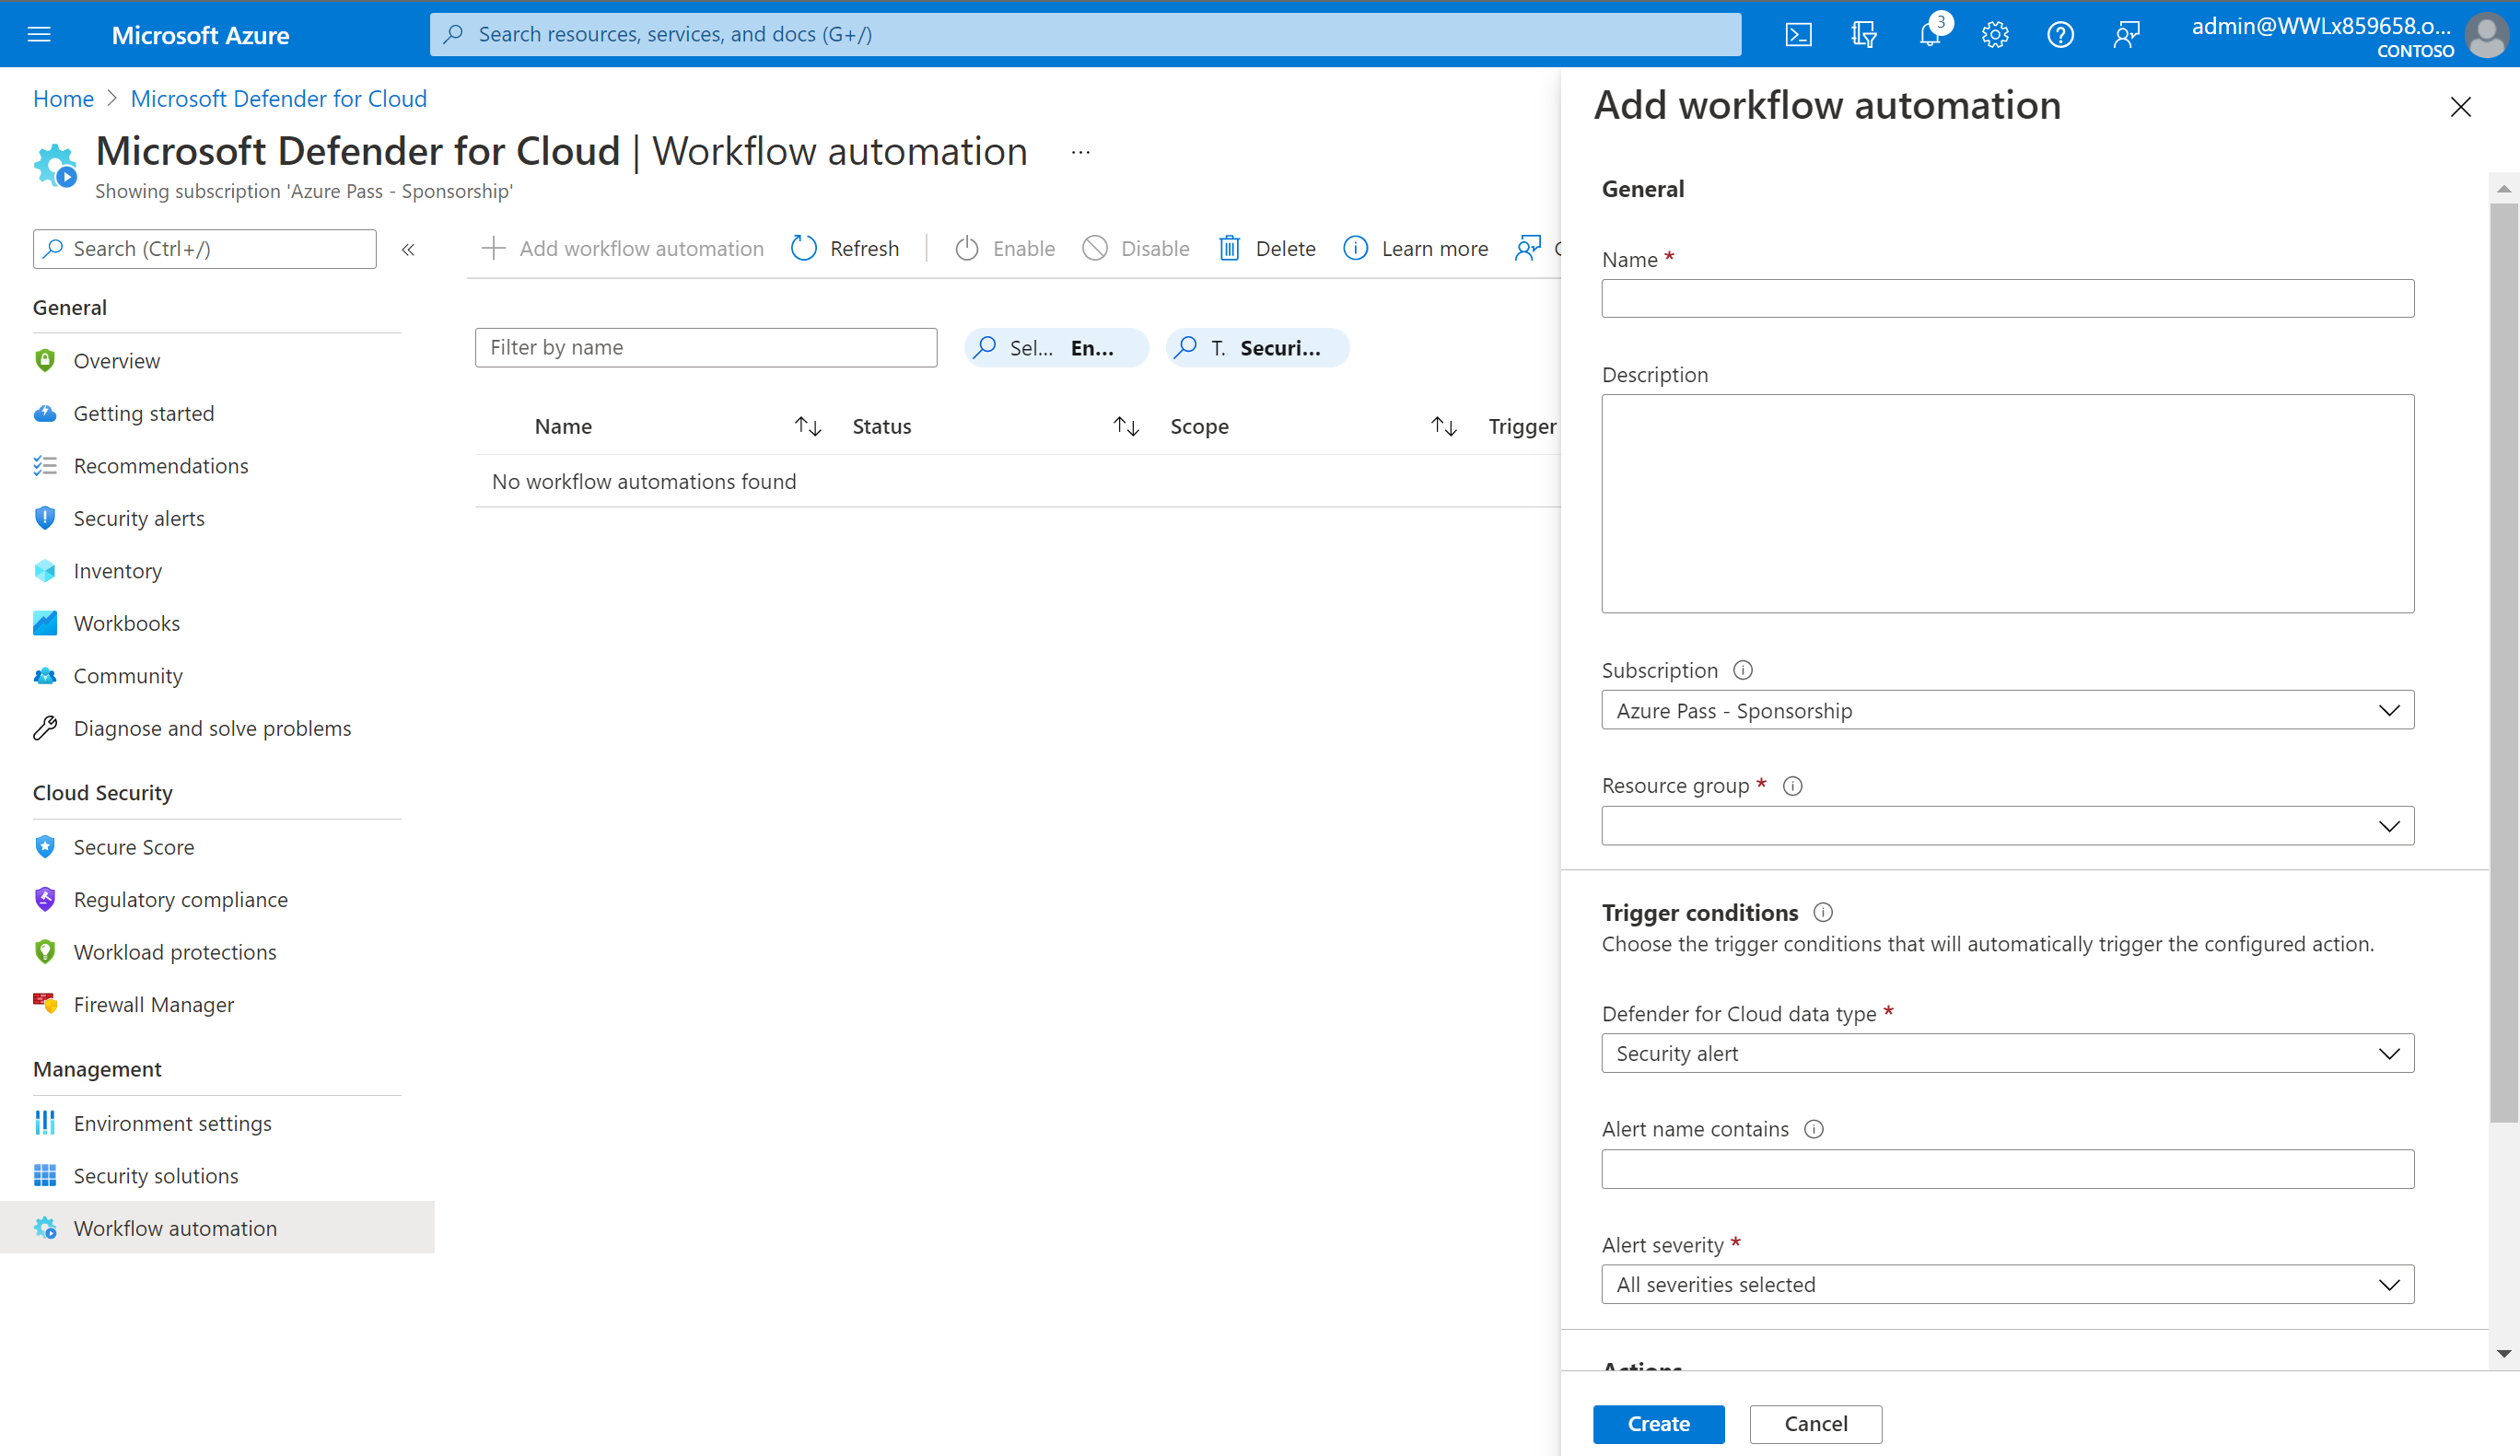 Microsoft Azure
Search resources, services, and docs (G+/)
3
admin@WWLx859658.o...
CONTOSO
Home > Microsoft Defender for Cloud
Microsoft Defender for Cloud | Workflow automation ...
Showing subscription 'Azure Pass - Sponsorship'
Search (Ctrl+/)
«
General
Overview
Getting started
Recommendations
Security alerts
Inventory
Workbooks
Community
Diagnose and solve problems
Cloud Security
Secure Score
Regulatory compliance
Workload protections
Firewall Manager
Management
Environment settings
Security solutions
Workflow automation
Add workflow automation Refresh Enable Disable Delete Learn more
Filter by name Sel... En... T. Securi...
Name Status Scope Trigger
No workflow automations found
Add workflow automation
General
Name *
Description
Subscription
Azure Pass - Sponsorship
Resource group *
Trigger conditions
Choose the trigger conditions that will automatically trigger the configured action.
Defender for Cloud data type *
Security alert
Alert name contains
Alert severity *
All severities selected
Actions
Create Cancel